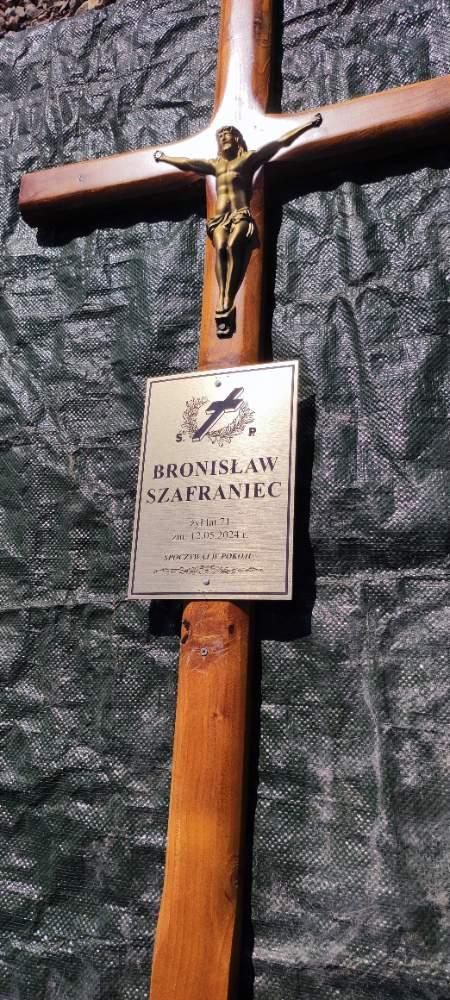 Ś. P.
BRONISŁAW
SZAFRANIEC
żył lat 71
zm. 12.05.2024 r.
SPOCZYWAJ W POKOJU